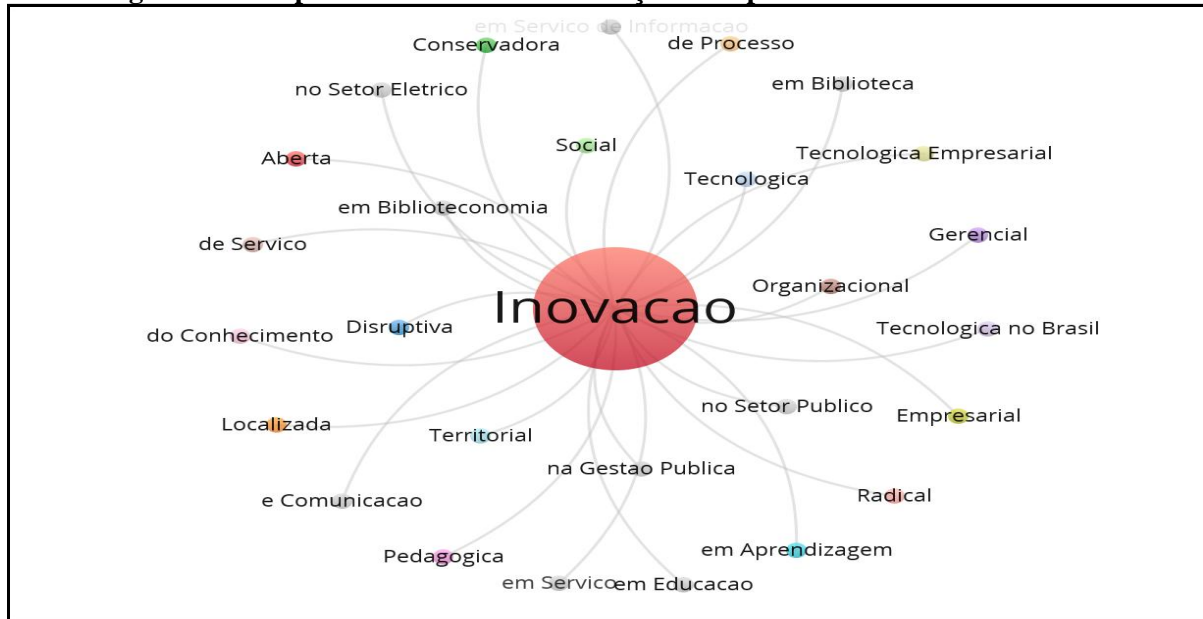 em Servico de Informacao
Conservadora
de Processo
no Setor Eletrico
em Biblioteca
Social
Aberta
Tecnologica Empresarial
Tecnologica
em Biblioteconomia
de Servico
Gerencial
Organizacional
Inovacao
do Conhecimento
Disruptiva
Tecnologica no Brasil
no Setor Publico
Empresarial
Localizada
Territorial
na Gestao Publica
e Comunicacao
Radical
Pedagogica
em Aprendizagem
em Servico
em Educacao